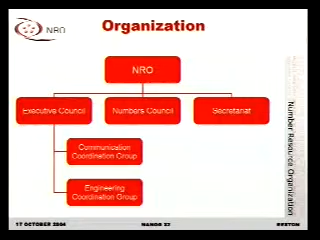 NRO
Organization
NRO
Executive Council
Numbers Council
Secretariat
Communication
Coordination Group
Engineering
Coordination Group
Number Resource Organization
17 OCTOBER 2004
NANOG 32
RESTON